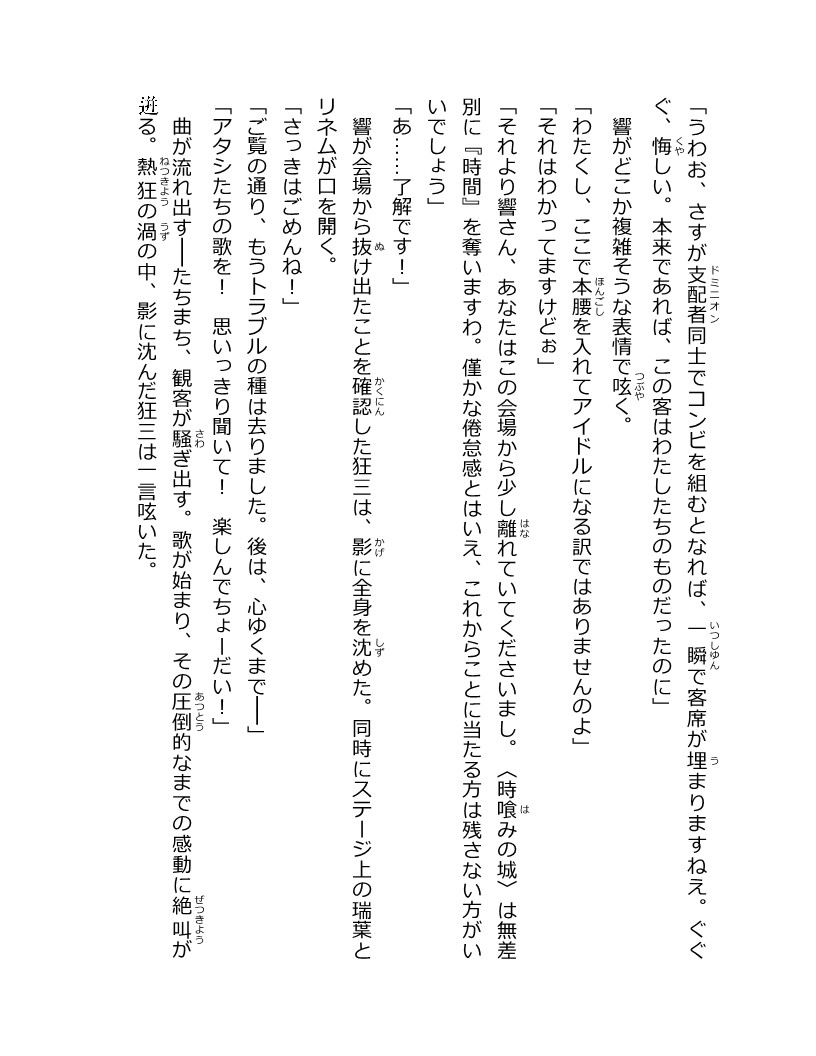 「うわお、さすが支配者同士でコンビを組むとなれば、一瞬で客席が埋まりますねえ。ぐぐ
ぐ、悔しい。本来であれば、この客はわたしたちのものだったのに」
　響がどこか複雑そうな表情で呟く。
「わたくし、ここで本腰を入れてアイドルになる訳ではありませんのよ」
「それはわかってますけどぉ」
「それより響さん、あなたはこの会場から少し離れていてくださいまし。〈時喰みの城〉は無差
別に『時間』を奪いますわ。僅かな倦怠感とはいえ、これからことに当たる方は残さない方がい
いでしょう」
「あ……了解です！」
　響が会場から抜け出たことを確認した狂三は、影に全身を沈めた。同時にステージ上の瑞葉と
リネムが口を開く。
「さっきはごめんね！」
「ご覧の通り、もうトラブルの種は去りました。後は、心ゆくまで──」
「アタシたちの歌を！　思いっきり聞いて！　楽しんでちょーだい！」
　曲が流れ出す──たちまち、観客が騒ぎ出す。歌が始まり、その圧倒的なまでの感動に絶叫が
迸る。熱狂の渦の中、影に沈んだ狂三は一言呟いた。